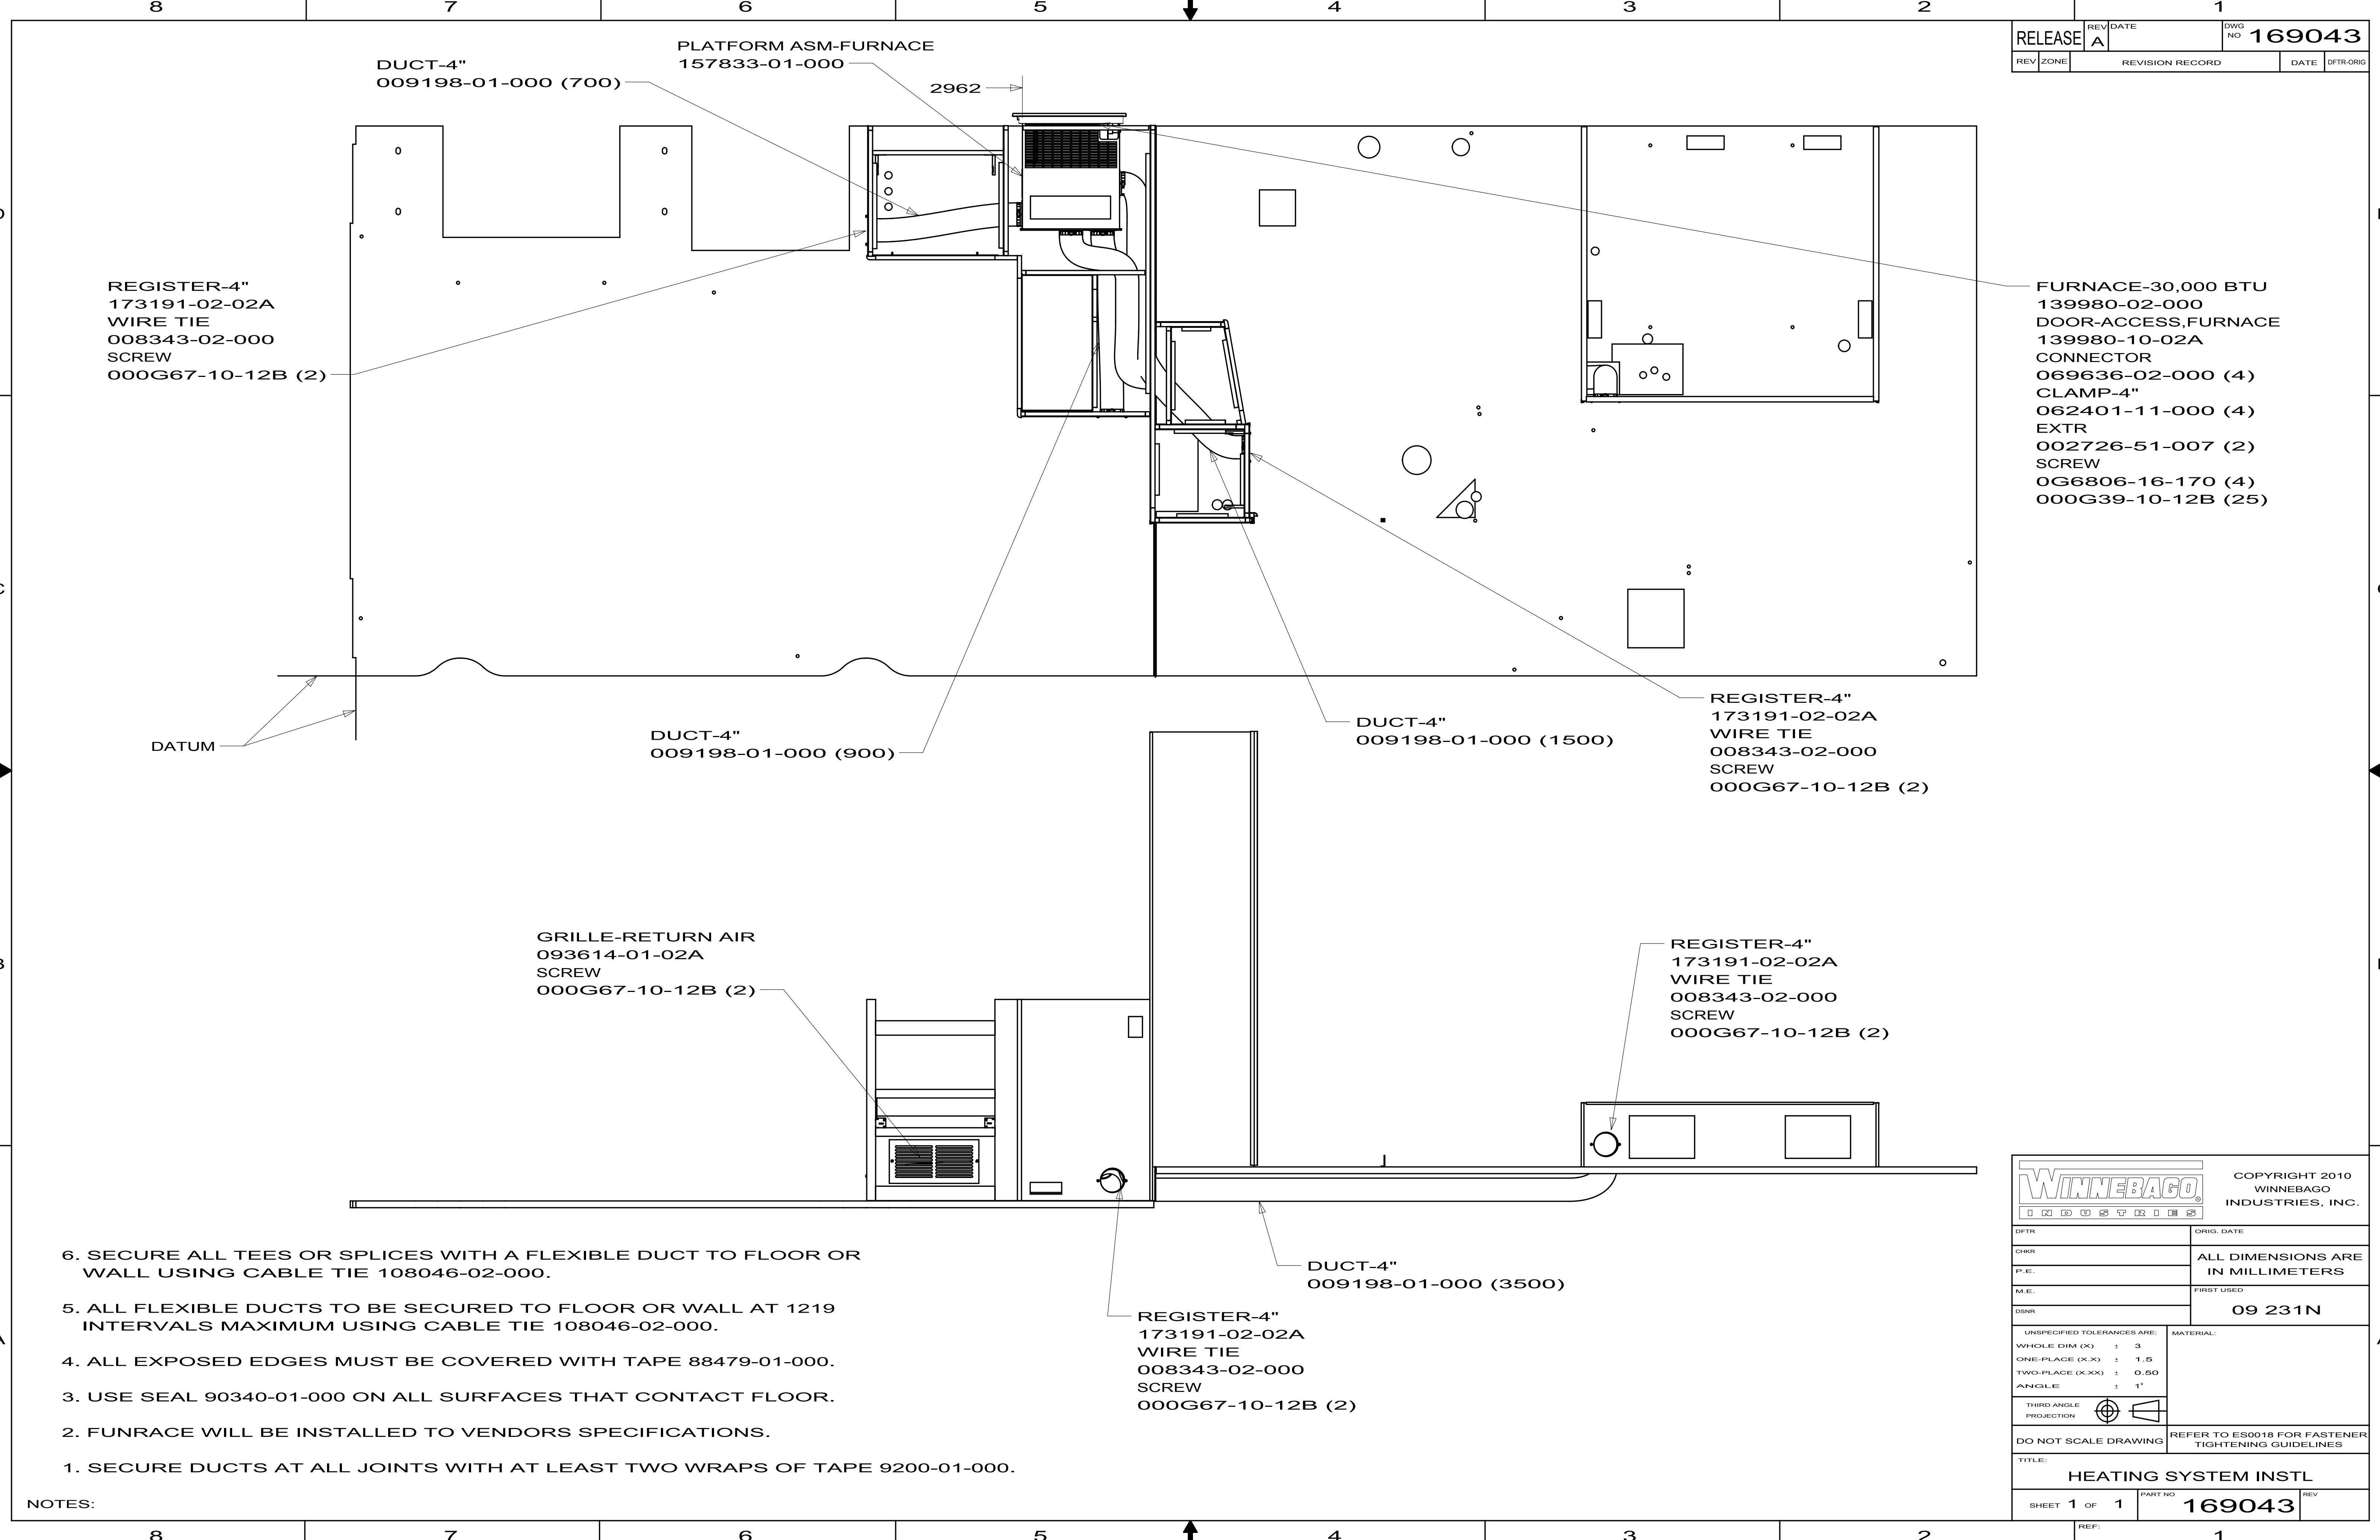 8 7 6 5 4 3 2 1
RELEASE
REV
A
DATE
DWG
NO 169043
REV ZONE REVISION RECORD DATE DFTR-ORIG
PLATFORM ASM-FURNACE
157833-01-000
DUCT-4"
009198-01-000 (700)
2962
REGISTER-4"
173191-02-02A
WIRE TIE
008343-02-000
SCREW
000G67-10-12B (2)
FURNACE-30,000 BTU
139980-02-000
DOOR-ACCESS,FURNACE
139980-10-02A
CONNECTOR
069636-02-000 (4)
CLAMP-4"
062401-11-000 (4)
EXTR
002726-51-007 (2)
SCREW
0G6806-16-170 (4)
000G39-10-12B (25)
DATUM
DUCT-4"
009198-01-000 (900)
DUCT-4"
009198-01-000 (1500)
REGISTER-4"
173191-02-02A
WIRE TIE
008343-02-000
SCREW
000G67-10-12B (2)
GRILLE-RETURN AIR
093614-01-02A
SCREW
000G67-10-12B (2)
REGISTER-4"
173191-02-02A
WIRE TIE
008343-02-000
SCREW
000G67-10-12B (2)
DUCT-4"
009198-01-000 (3500)
REGISTER-4"
173191-02-02A
WIRE TIE
008343-02-000
SCREW
000G67-10-12B (2)
6. SECURE ALL TEES OR SPLICES WITH A FLEXIBLE DUCT TO FLOOR OR
WALL USING CABLE TIE 108046-02-000.
5. ALL FLEXIBLE DUCTS TO BE SECURED TO FLOOR OR WALL AT 1219
INTERVALS MAXIMUM USING CABLE TIE 108046-02-000.
4. ALL EXPOSED EDGES MUST BE COVERED WITH TAPE 88479-01-000.
3. USE SEAL 90340-01-000 ON ALL SURFACES THAT CONTACT FLOOR.
2. FUNRACE WILL BE INSTALLED TO VENDORS SPECIFICATIONS.
1. SECURE DUCTS AT ALL JOINTS WITH AT LEAST TWO WRAPS OF TAPE 9200-01-000.
NOTES:
WINNEBAGO®
INDUSTRIES
COPYRIGHT 2010
WINNEBAGO
INDUSTRIES, INC.
DFTR
ORIG. DATE
CHKR
ALL DIMENSIONS ARE
IN MILLIMETERS
P.E.
M.E.
FIRST USED
09 231N
DSNR
UNSPECIFIED TOLERANCES ARE:
WHOLE DIM (X) ± 3
ONE-PLACE (X.X) ± 1.5
TWO-PLACE (X.XX) ± 0.50
ANGLE ± 1°
MATERIAL:
THIRD ANGLE
PROJECTION
DO NOT SCALE DRAWING
REFER TO ES0018 FOR FASTENER
TIGHTENING GUIDELINES
TITLE:
HEATING SYSTEM INSTL
SHEET 1 OF 1
PART NO
169043
REV
REF:
8 7 6 5 4 3 2 1